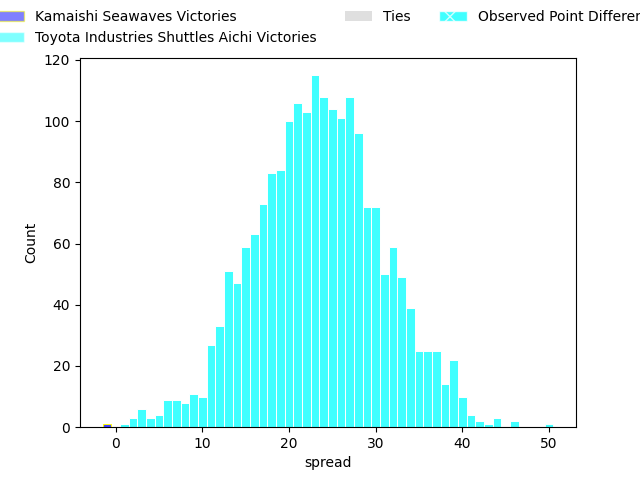 Kamaishi Seawaves Victories
Ties
Observed Point
Toyota Industries Shuttles Aichi Victories
120
100
80
60
40
20
0
Count
0 10 20 30 40 50
spread